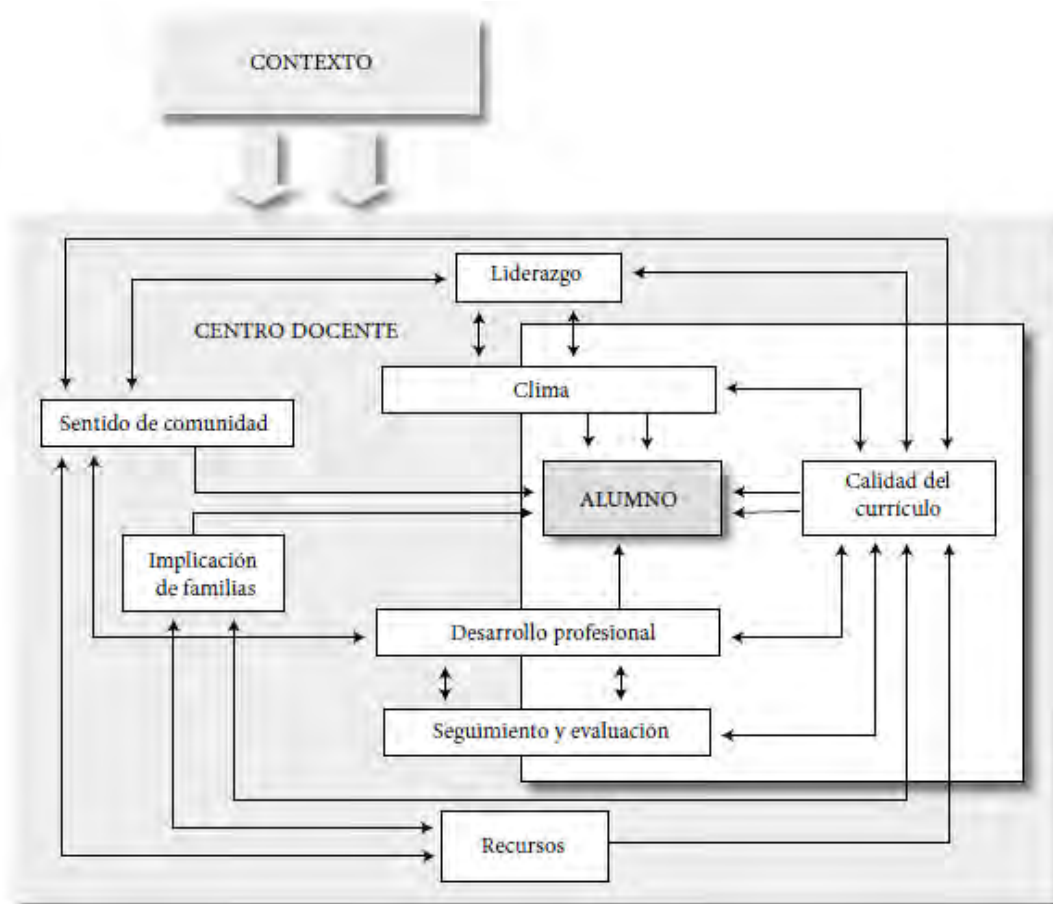 CONTEXTO
Liderazgo
CENTRO DOCENTE
Clima
Sentido de comunidad
ALUMNO
Calidad del
currículo
Implicación
de familias
Desarrollo profesional
Seguimiento y evaluación
Recursos